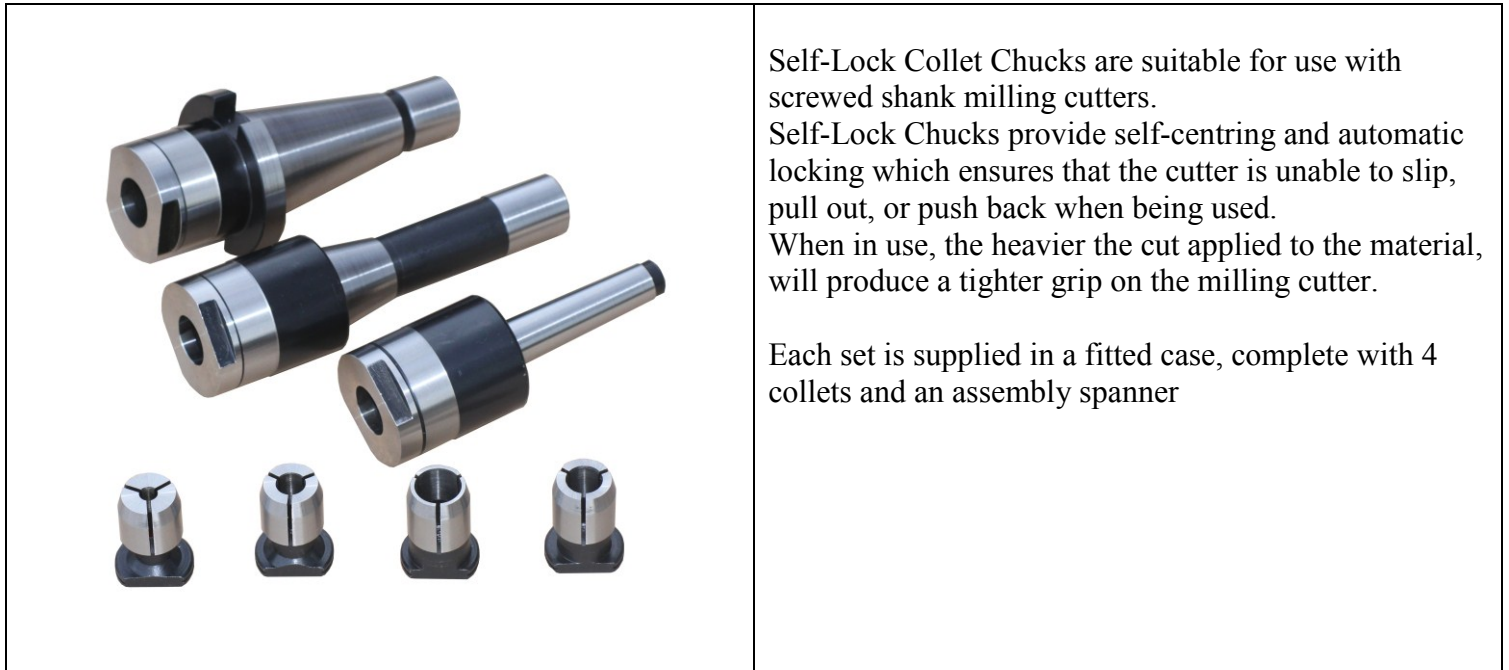 Self-Lock Collet Chucks are suitable for use with
screwed shank milling cutters.
Self-Lock Chucks provide self-centring and automatic
locking which ensures that the cutter is unable to slip,
pull out, or push back when being used.
When in use, the heavier the cut applied to the material,
will produce a tighter grip on the milling cutter.
Each set is supplied in a fitted case, complete with 4
collets and an assembly spanner